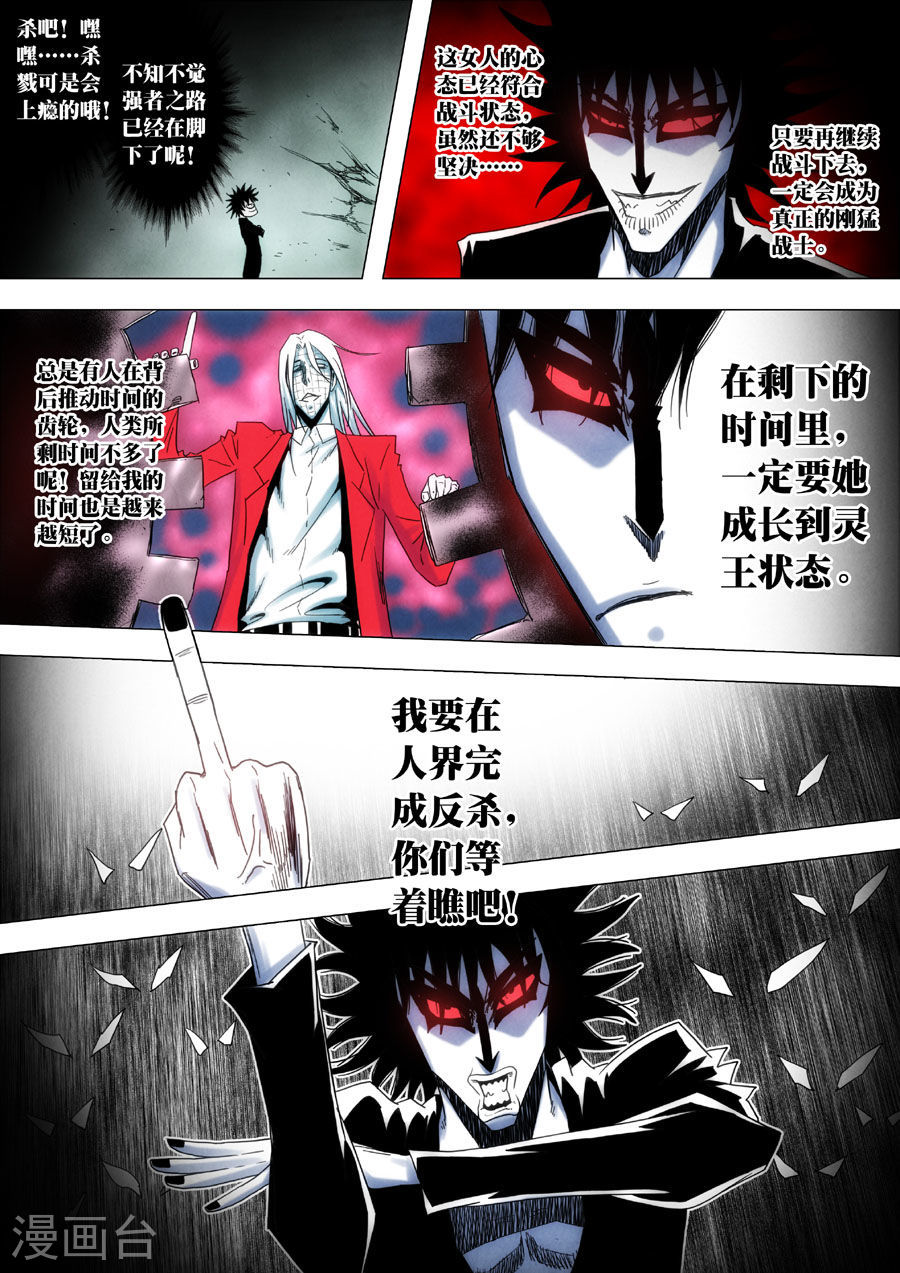 杀吧！嘿
嘿……杀
戮可是会
上瘾的哦！
不知不觉
强者之路
已经在脚
下了呢！
这女人的心
态已经符合
战斗状态，
虽然还不够
坚决……
只要再继续
战斗下去，
一定会成为
真正的刚猛
战士。
总是有人在背
后推动时间的
齿轮，人类所
剩时间不多了
呢！留给我的
时间也是越来
越短了。
在剩下的
时间里，
一定要她
成长到灵
王状态。
我要在
人界完
成反杀，
你们等
着瞧吧！
漫画台